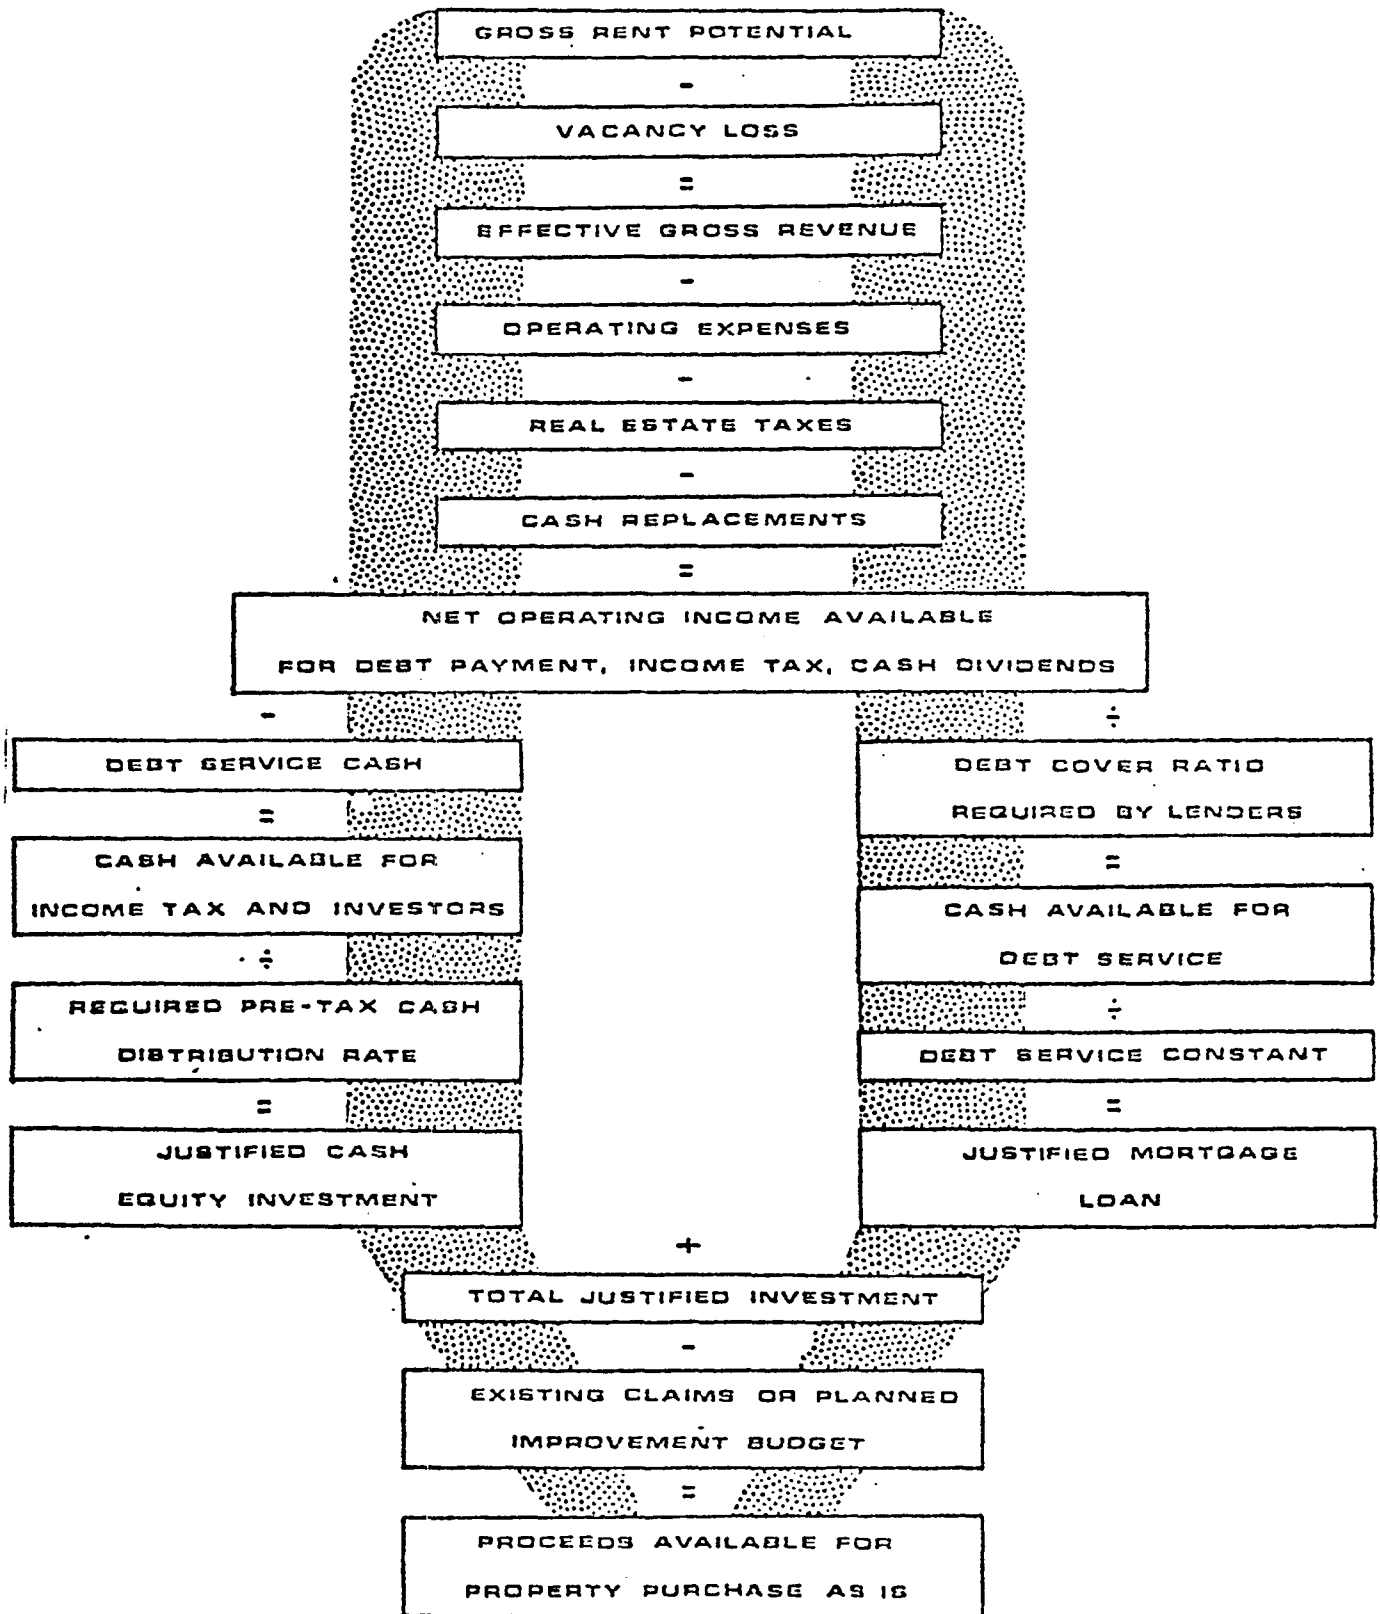 GROSS RENT POTENTIAL
-
VACANCY LOSS
=
EFFECTIVE GROSS REVENUE
-
OPERATING EXPENSES
-
REAL ESTATE TAXES
-
CASH REPLACEMENTS
=
NET OPERATING INCOME AVAILABLE
FOR DEBT PAYMENT, INCOME TAX, CASH DIVIDENDS
-
DEBT SERVICE CASH
=
CASH AVAILABLE FOR
INCOME TAX AND INVESTORS
÷
REQUIRED PRE-TAX CASH
DISTRIBUTION RATE
=
JUSTIFIED CASH
EQUITY INVESTMENT
÷
DEBT COVER RATIO
REQUIRED BY LENDERS
=
CASH AVAILABLE FOR
DEBT SERVICE
÷
DEBT SERVICE CONSTANT
=
JUSTIFIED MORTGAGE
LOAN
+
TOTAL JUSTIFIED INVESTMENT
-
EXISTING CLAIMS OR PLANNED
IMPROVEMENT BUDGET
=
PROCEEDS AVAILABLE FOR
PROPERTY PURCHASE AS IS